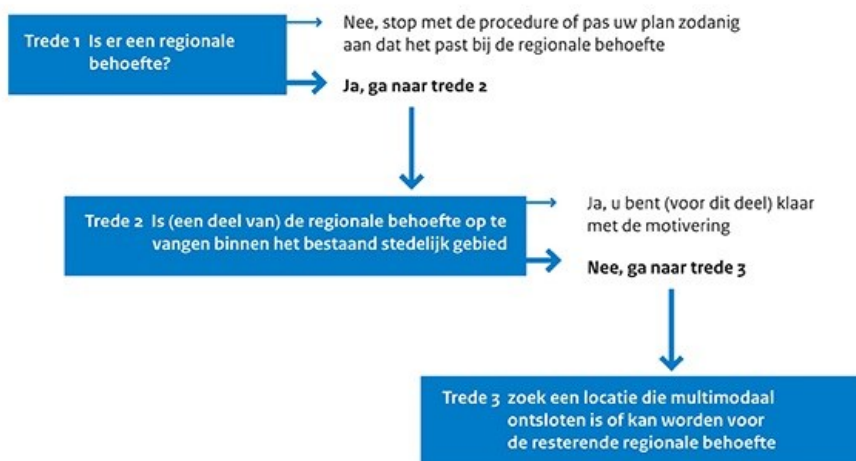 Trede 1 Is er een regionale
behoefte?
Nee, stop met de procedure of pas uw plan zodanig
aan dat het past bij de regionale behoefte
Ja, ga naar trede 2
Trede 2 Is (een deel van) de regionale behoefte op te
vangen binnen het bestaand stedelijk gebied
Ja, u bent (voor dit deel) klaar
met de motivering
Nee, ga naar trede 3
Trede 3 zoek een locatie die multimodaal
ontsloten is of kan worden voor
de resterende regionale behoefte